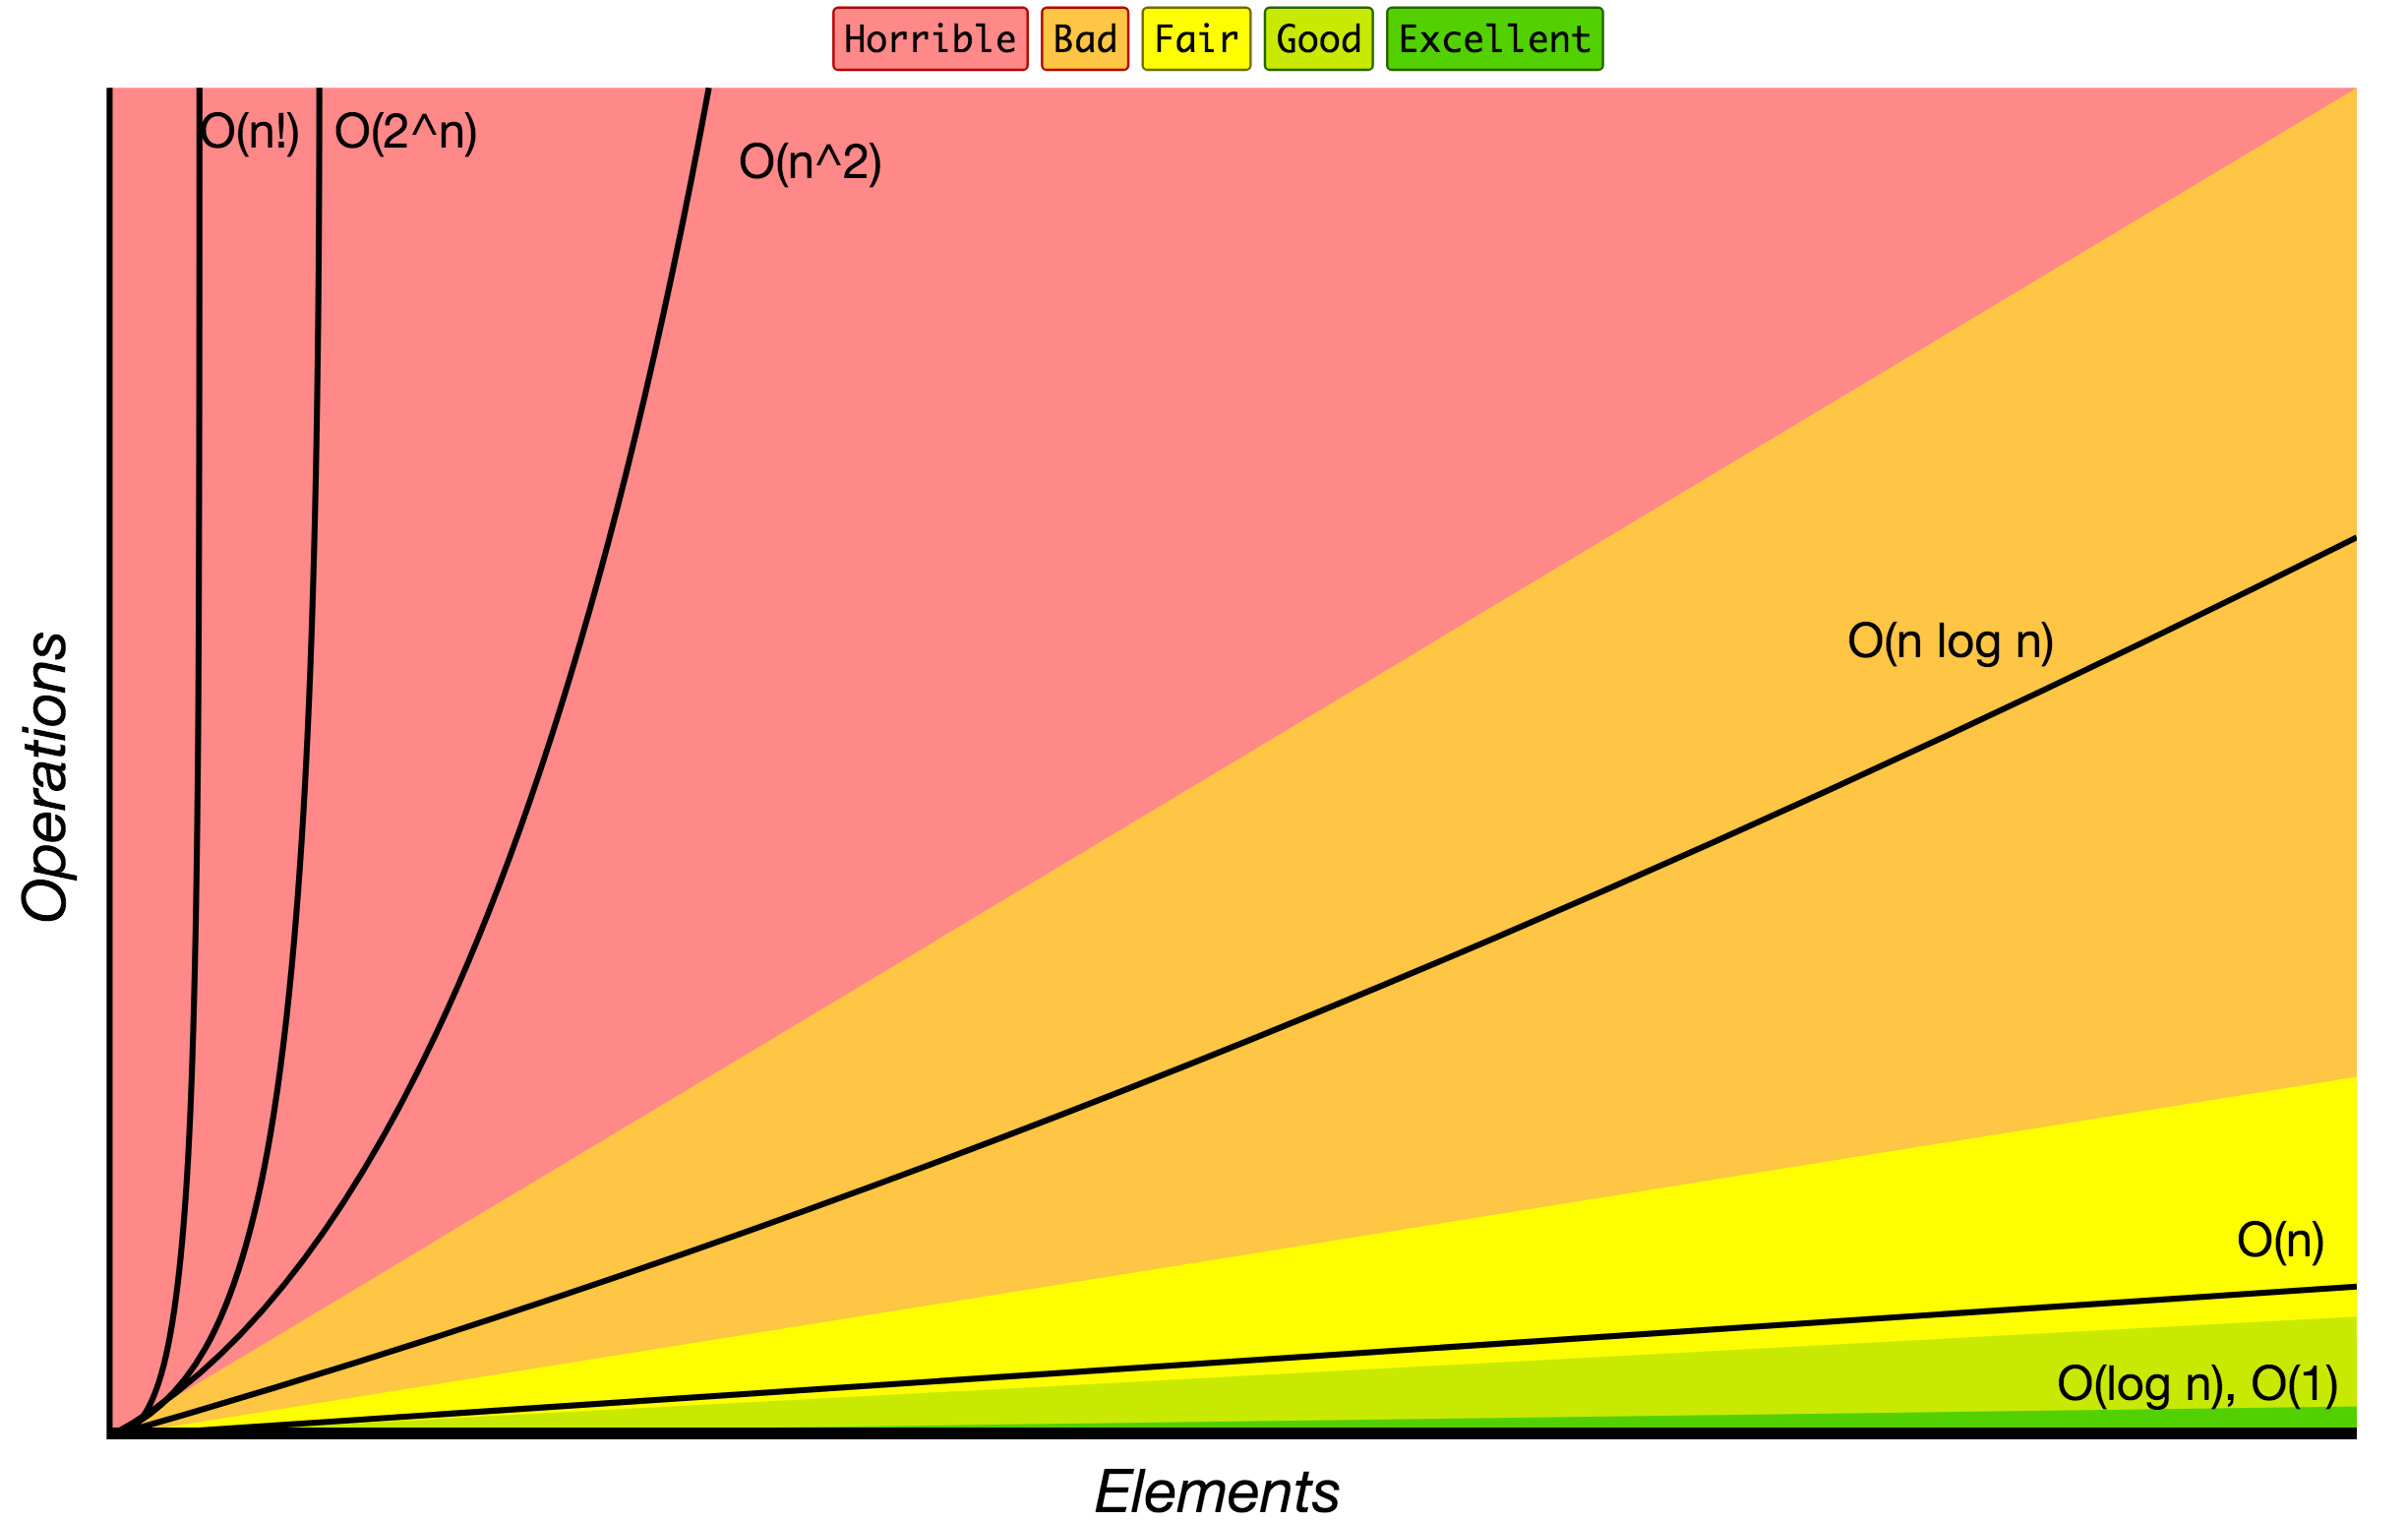 Horrible Bad Fair Good Excellent
O(n!) O(2^n)
O(n^2)
O(n log n)
Operations
O(n)
O(log n), O(1)
Elements